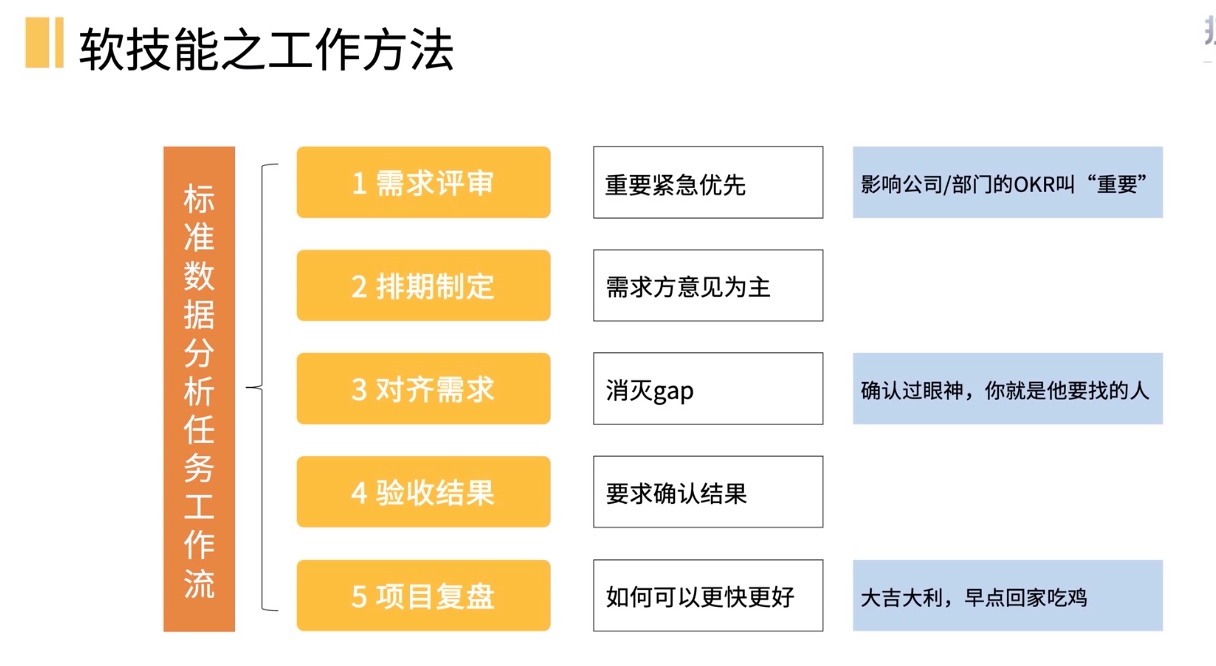 软技能之工作方法
标准数据分析任务工作流
1 需求评审
重要紧急优先
影响公司/部门的OKR叫“重要”
2 排期制定
需求方意见为主
3 对齐需求
消灭gap
确认过眼神，你就是他要找的人
4 验收结果
要求确认结果
5 项目复盘
如何可以更快更好
大吉大利，早点回家吃鸡